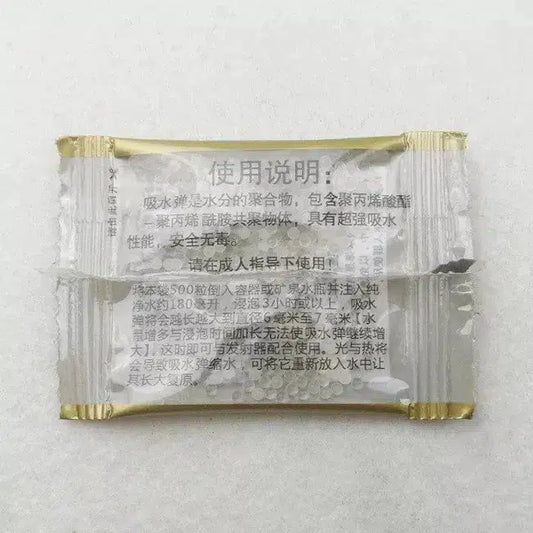 使用说明：
吸水弹是水分的聚合物，包含聚丙烯酸酯
-聚丙烯酰胺共聚物体，具有超强吸水
性能，安全无毒。
请在成人指导下使用！
将本袋500粒倒入容器或矿泉水瓶并注入纯
净水约180毫升，浸泡3小时或以上，吸水
弹将会越长越大到直径6毫米至7毫米【水
量增多与浸泡时间加长无法使吸水弹继续增
大】，这时即可与发射器配合使用。光与热将
会导致吸水弹缩水，可将它重新放入水中让
其长大复原。